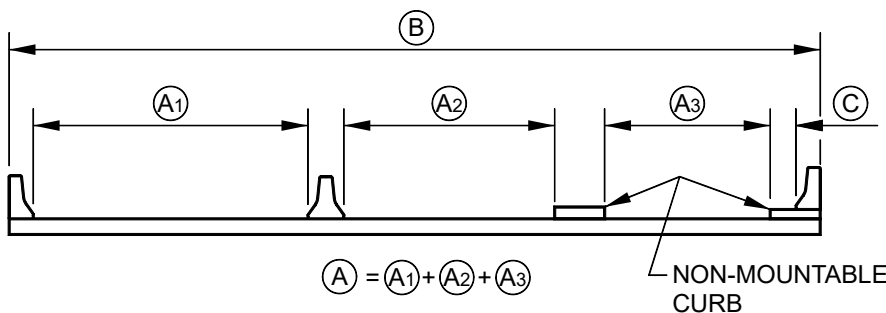 B
A1 A2 A3 C
A = A1 + A2 + A3
NON-MOUNTABLE
CURB